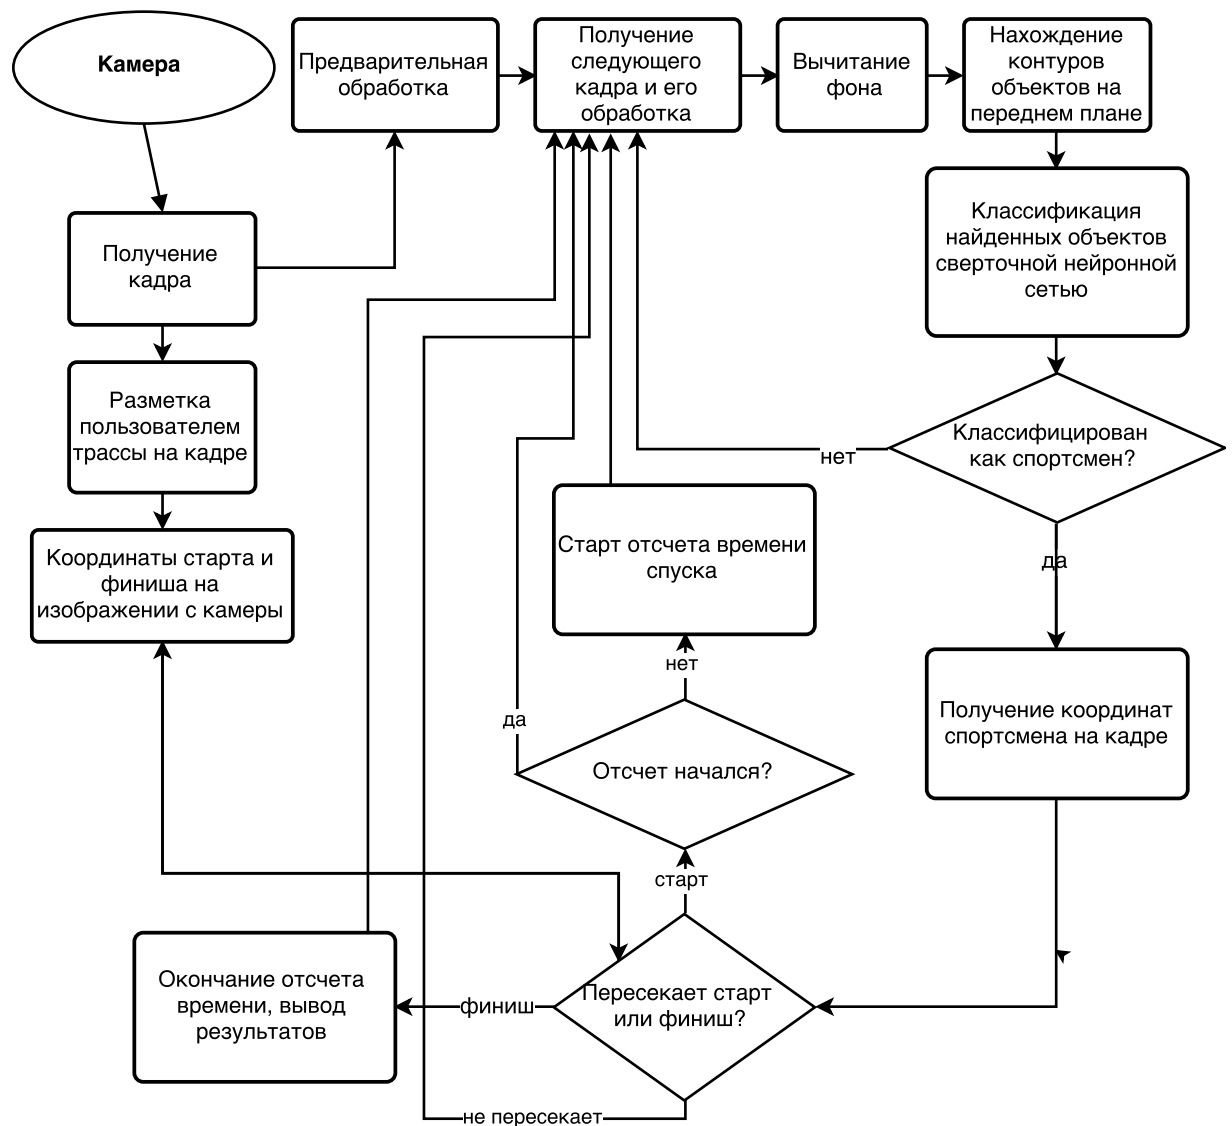 Камера
Предварительная
обработка
Получение
следующего
кадра и его
обработка
Вычитание
фона
Нахождение
контуров
объектов на
переднем плане
Получение
кадра
Классификация
найденных объектов
сверточной нейронной
сетью
Разметка
пользователем
трассы на кадре
Классифицирован
как спортсмен?
нет
да
Координаты старта и
финиша на
изображении с камеры
Старт отсчета времени
спуска
нет
да
Отсчет начался?
Получение координат
спортсмена на кадре
старт
Окончание отсчета
времени, вывод
результатов
финиш
Пересекает старт
или финиш?
не пересекает